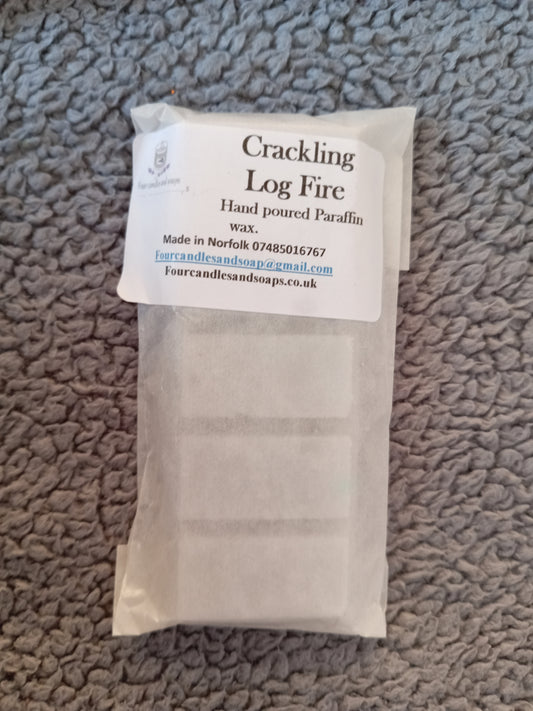 Crackling
Log Fire
Hand poured Paraffin
wax.
Made in Norfolk 07485016767
Fourcandlesandsoap@gmail.com
Fourcandlesandsoaps.co.uk